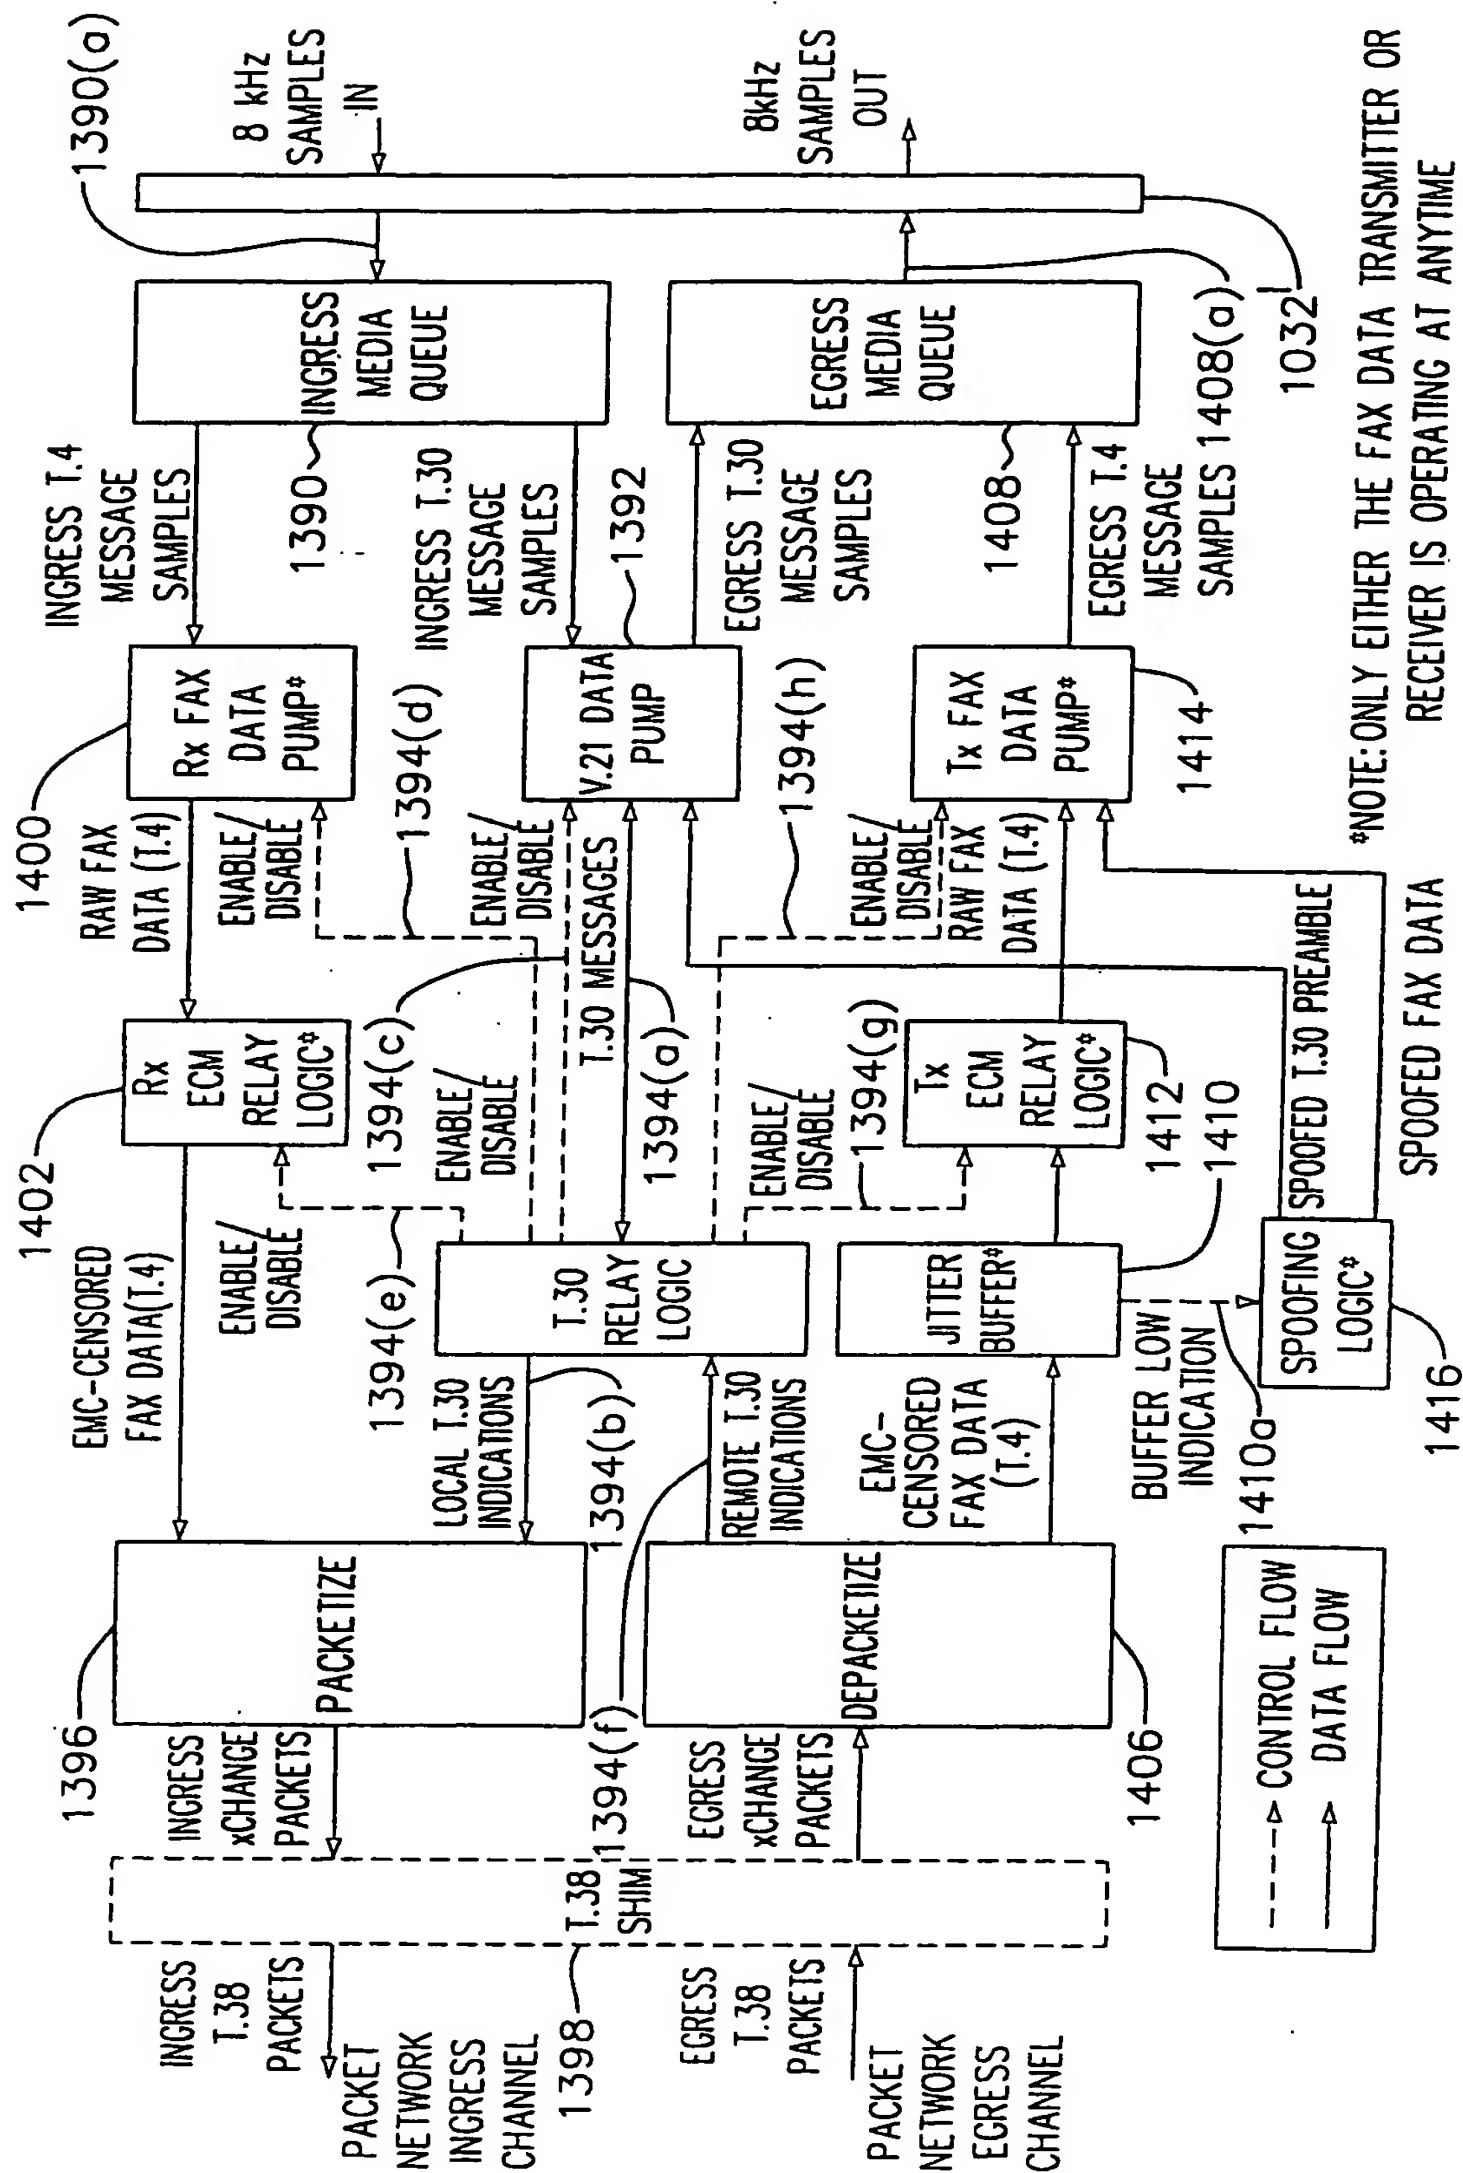 8 kHz
SAMPLES
IN
1390(a)
8kHz
SAMPLES
OUT
INGRESS
MEDIA
QUEUE
1390
EGRESS
MEDIA
QUEUE
1408
1032
INGRESS T.4
MESSAGE
SAMPLES
INGRESS T.30
MESSAGE
SAMPLES
1392
EGRESS T.30
MESSAGE
SAMPLES
EGRESS T.4
MESSAGE
SAMPLES 1408(a)
1400
Rx FAX
DATA
PUMP*
V.21 DATA
PUMP
Tx FAX
DATA
PUMP*
1414
RAW FAX
DATA (T.4)
ENABLE/
DISABLE
1394(d)
ENABLE/
DISABLE
T.30 MESSAGES
1394(h)
ENABLE/
DISABLE
RAW FAX
DATA (T.4)
1402
Rx
ECM
RELAY
LOGIC*
1394(c)
ENABLE/
DISABLE
1394(a)
ENABLE/
DISABLE
1394(g)
Tx
ECM
RELAY
LOGIC*
1412
1410
SPOOFED T.30 PREAMBLE
SPOOFED FAX DATA
EMC-CENSORED
FAX DATA(T.4)
ENABLE/
DISABLE
1394(e)
T.30
RELAY
LOGIC
JITTER
BUFFER*
SPOOFING
LOGIC*
1416
LOCAL T.30
INDICATIONS
1394(b)
REMOTE T.30
INDICATIONS
EMC-
CENSORED
FAX DATA
(T.4)
BUFFER LOW
INDICATION
1410a
1396
PACKETIZE
1394(f)
DEPACKETIZE
1406
INGRESS
xCHANGE
PACKETS
EGRESS
xCHANGE
PACKETS
T.38
SHIM
1398
INGRESS
T.38
PACKETS
EGRESS
T.38
PACKETS
PACKET
NETWORK
INGRESS
CHANNEL
PACKET
NETWORK
EGRESS
CHANNEL
CONTROL FLOW
DATA FLOW
*NOTE:ONLY EITHER THE FAX DATA TRANSMITTER OR
RECEIVER IS OPERATING AT ANYTIME